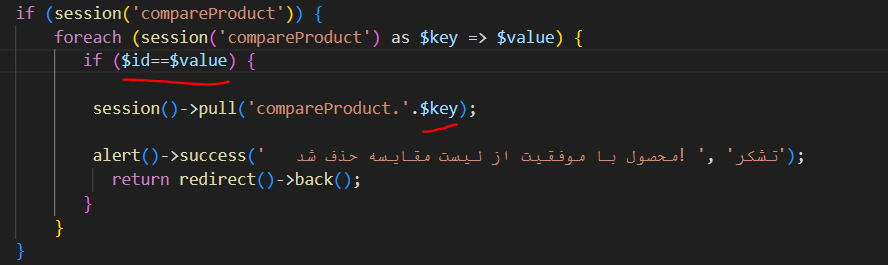 if (session('compareProduct')) {
foreach (session('compareProduct') as $key => $value) {
if ($id==$value) {
session()->pull('compareProduct.'.$key);
alert()->success('   محصول با موفقیت از لیست مقایسه حذف شد! ', 'تشکر');
return redirect()->back();
}
}
}